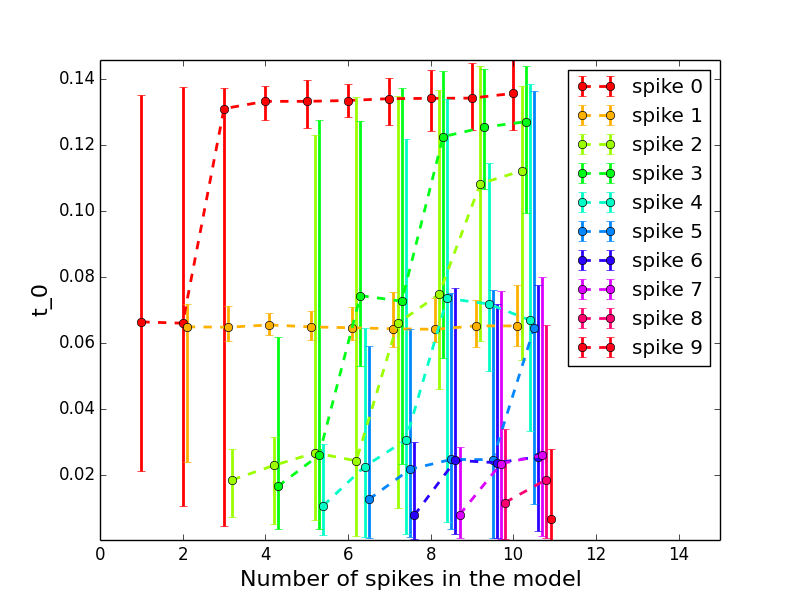 0.14
0.12
0.10
0.08
0.06
0.04
0.02
t_0
0 2 4 6 8 10 12 14
Number of spikes in the model
spike 0
spike 1
spike 2
spike 3
spike 4
spike 5
spike 6
spike 7
spike 8
spike 9